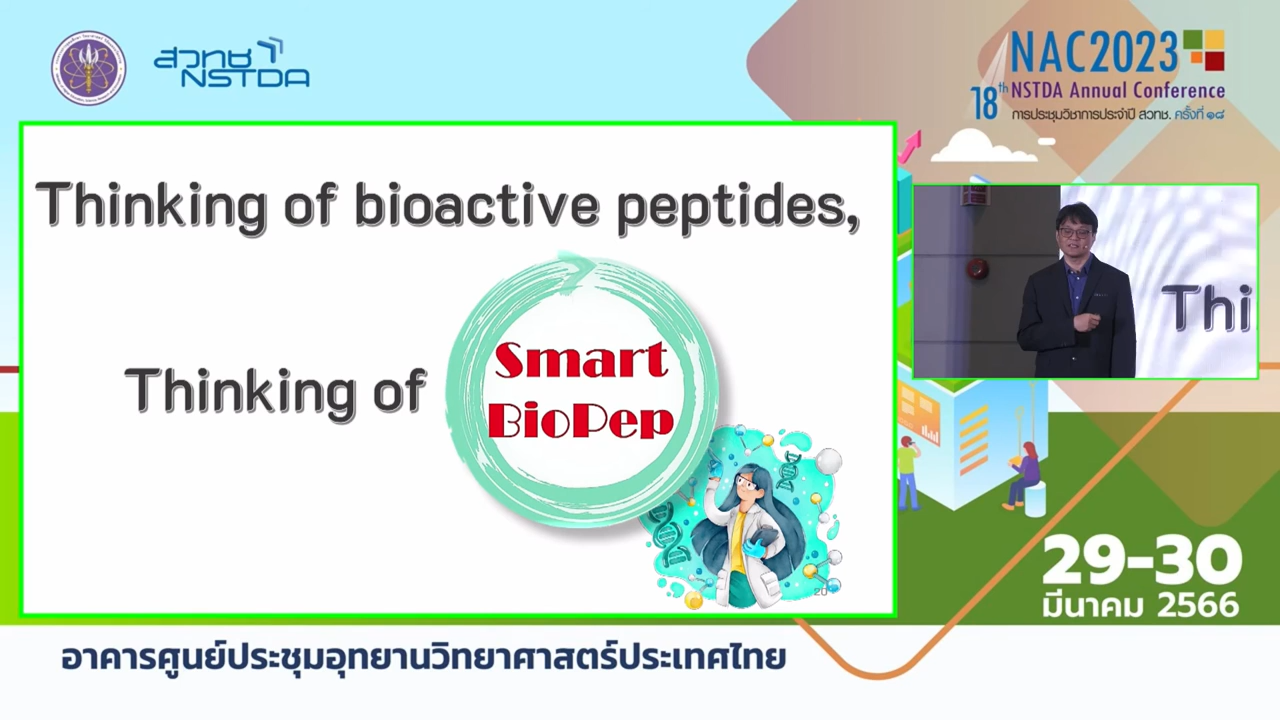 สวทช
NSTDA
NAC2023
18th NSTDA Annual Conference
การประชุมวิชาการประจำปี สวทช. ครั้งที่ ๑๘
Thinking of bioactive peptides,
Thinking of
Smart
BioPep
20
Thi
29-30
มีนาคม 2566
อาคารศูนย์ประชุมอุทยานวิทยาศาสตร์ประเทศไทย